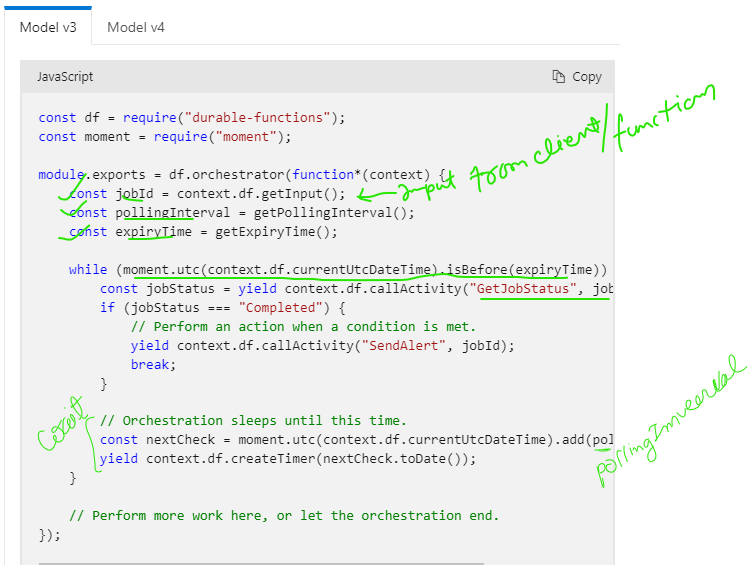 Model v3 Model v4
JavaScript Copy
const df = require("durable-functions");
const moment = require("moment");
module.exports = df.orchestrator(function*(context) {
const jobId = context.df.getInput(); input from client/function
const pollingInterval = getPollingInterval();
const expiryTime = getExpiryTime();
while (moment.utc(context.df.currentUtcDateTime).isBefore(expiryTime))
const jobStatus = yield context.df.callActivity("GetJobStatus", job
if (jobStatus === "Completed") {
// Perform an action when a condition is met.
yield context.df.callActivity("SendAlert", jobId);
break;
}
// Orchestration sleeps until this time.
const nextCheck = moment.utc(context.df.currentUtcDateTime).add(pol
yield context.df.createTimer(nextCheck.toDate());
}
// Perform more work here, or let the orchestration end.
});